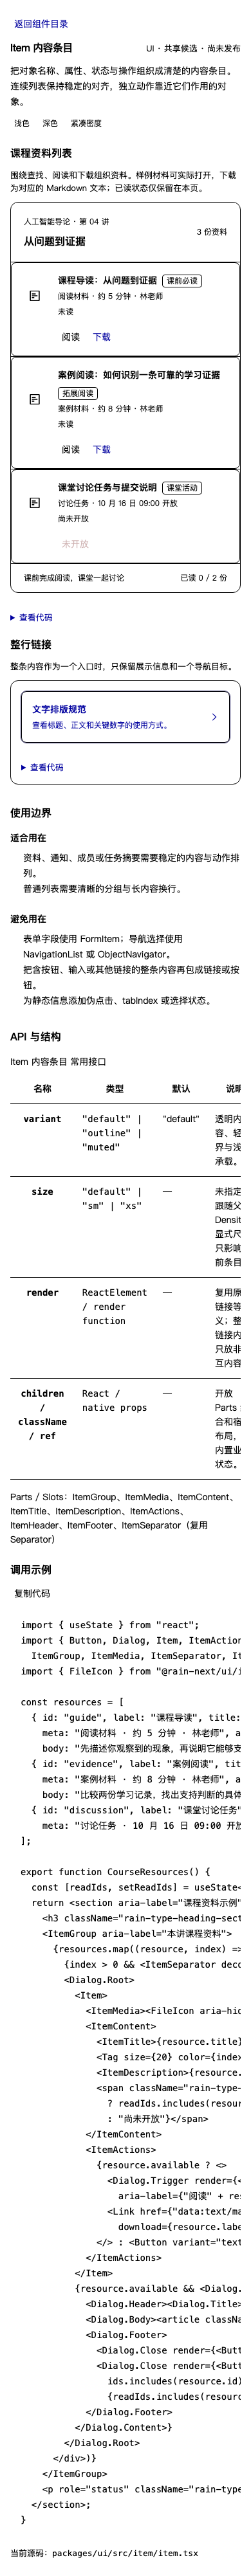 返回组件目录
Item 内容条目
UI · 共享候选 · 尚未发布
把对象名称、属性、状态与操作组成清楚的内容条目。
连续列表保持稳定的对齐，独立动作靠近它们作用的对
象。
浅色 深色 紧凑密度
课程资料列表
围绕查找、阅读和下载组织资料。样例材料可实际打开，下载
为对应的 Markdown 文本；已读状态仅保留在本页。
人工智能导论 · 第 04 讲
从问题到证据
3 份资料
课程导读：从问题到证据 课前必读
阅读材料 · 约 5 分钟 · 林老师
未读
阅读 下载
案例阅读：如何识别一条可靠的学习证据
拓展阅读
案例材料 · 约 8 分钟 · 林老师
未读
阅读 下载
课堂讨论任务与提交说明 课堂活动
讨论任务 · 10 月 16 日 09:00 开放
尚未开放
未开放
课前完成阅读，课堂一起讨论
已读 0 / 2 份
查看代码
整行链接
整条内容作为一个入口时，只保留展示信息和一个导航目标。
文字排版规范
查看标题、正文和关键数字的使用方式。
查看代码
使用边界
适合用在
资料、通知、成员或任务摘要需要稳定的内容与动作排
列。
普通列表需要清晰的分组与长内容换行。
避免用在
表单字段使用 FormItem；导航选择使用
NavigationList 或 ObjectNavigator。
把含按钮、输入或其他链接的整条内容再包成链接或按
钮。
为静态信息添加伪点击、tabIndex 或选择状态。
API 与结构
Item 内容条目 常用接口
名称 类型 默认 说明
variant "default" | "default" 透明内
"outline" | 容、轻
"muted" 界与浅
承载。
size "default" | — 未指定
"sm" | "xs" 跟随父
Densit
显式尺
只影响
前条目
render ReactElement — 复用原
/ render 链接等
function 义；整
链接内
只放非
互内容
children React / — 开放
/ native props Parts
className 合和宿
/ ref 布局，
内置业
状态。
Parts / Slots：ItemGroup、ItemMedia、ItemContent、
ItemTitle、ItemDescription、ItemActions、
ItemHeader、ItemFooter、ItemSeparator（复用
Separator）
调用示例
复制代码
import { useState } from "react";
import { Button, Dialog, Item, ItemAction
ItemGroup, ItemMedia, ItemSeparator, It
import { FileIcon } from "@rain-next/ui/i
const resources = [
{ id: "guide", label: "课程导读", title:
meta: "阅读材料 · 约 5 分钟 · 林老师", a
body: "先描述你观察到的现象，再说明它能够支
{ id: "evidence", label: "案例阅读", tit
meta: "案例材料 · 约 8 分钟 · 林老师", a
body: "比较两份学习记录，找出支持判断的具体
{ id: "discussion", label: "课堂讨论任务"
meta: "讨论任务 · 10 月 16 日 09:00 开放
];
export function CourseResources() {
const [readIds, setReadIds] = useState<
return <section aria-label="课程资料示例"
<h3 className="rain-type-heading-sect
<ItemGroup aria-label="本讲课程资料">
{resources.map((resource, index) =>
{index > 0 && <ItemSeparator deco
<Dialog.Root>
<Item>
<ItemMedia><FileIcon aria-hid
<ItemContent>
<ItemTitle>{resource.title}
<Tag size={20} color={index
<ItemDescription>{resource.
<span className="rain-type-
? readIds.includes(resour
: "尚未开放"}</span>
</ItemContent>
<ItemActions>
{resource.available ? <>
<Dialog.Trigger render={<
aria-label={"阅读" + res
<Link href={"data:text/ma
download={resource.labe
</> : <Button variant="text
</ItemActions>
</Item>
{resource.available && <Dialog.
<Dialog.Header><Dialog.Title>
<Dialog.Body><article classNa
<Dialog.Footer>
<Dialog.Close render={<Butt
<Dialog.Close render={<Butt
ids.includes(resource.id)
{readIds.includes(resourc
</Dialog.Footer>
</Dialog.Content>}
</Dialog.Root>
</div>)}
</ItemGroup>
<p role="status" className="rain-type
</section>;
}
当前源码：packages/ui/src/item/item.tsx